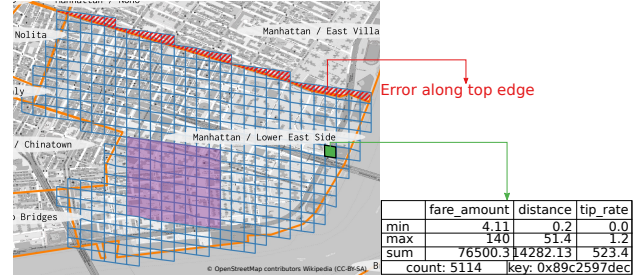 Manhattan / NoHo
Nolita
Manhattan / East Villa
ly
Manhattan / Lower East Side
/ Chinatown
o Bridges
© OpenStreetMap contributors Wikipedia (CC-BY-SA)
B
Error along top edge
fare_amount distance tip_rate
min 4.11 0.2 0.0
max 140 51.4 1.2
sum 76500.3 14282.13 523.4
count: 5114 key: 0x89c2597dec